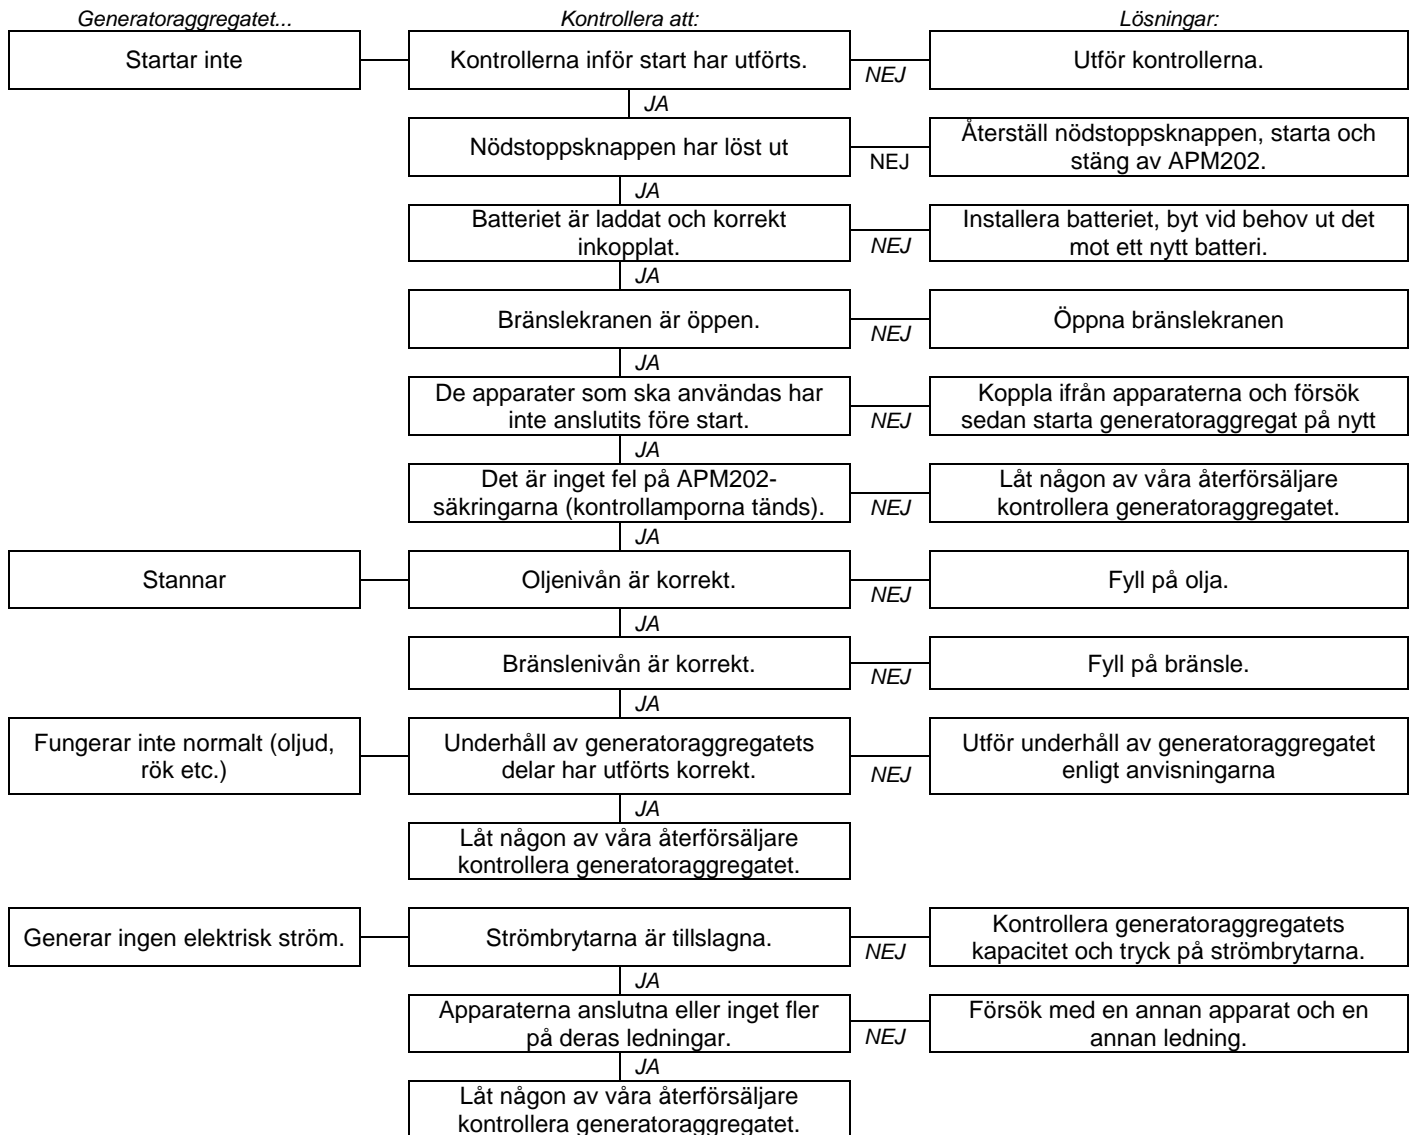 Generatoraggregatet...
Kontrollera att:
Lösningar:
Startar inte
Kontrollerna inför start har utförts.
NEJ
Utför kontrollerna.
JA
Nödstoppsknappen har löst ut
NEJ
Återställ nödstoppsknappen, starta och
stäng av APM202.
JA
Batteriet är laddat och korrekt
inkopplat.
NEJ
Installera batteriet, byt vid behov ut det
mot ett nytt batteri.
JA
Bränslekranen är öppen.
NEJ
Öppna bränslekranen
JA
De apparater som ska användas har
inte anslutits före start.
NEJ
Koppla ifrån apparaterna och försök
sedan starta generatoraggregat på nytt
JA
Det är inget fel på APM202-
säkringarna (kontrollamporna tänds).
NEJ
Låt någon av våra återförsäljare
kontrollera generatoraggregatet.
JA
Stannar
Oljenivån är korrekt.
NEJ
Fyll på olja.
JA
Bränslenivån är korrekt.
NEJ
Fyll på bränsle.
JA
Fungerar inte normalt (oljud,
rök etc.)
Underhåll av generatoraggregatets
delar har utförts korrekt.
NEJ
Utför underhåll av generatoraggregatet
enligt anvisningarna
JA
Låt någon av våra återförsäljare
kontrollera generatoraggregatet.
Generar ingen elektrisk ström.
Strömbrytarna är tillslagna.
NEJ
Kontrollera generatoraggregatets
kapacitet och tryck på strömbrytarna.
JA
Apparaterna anslutna eller inget fler
på deras ledningar.
NEJ
Försök med en annan apparat och en
annan ledning.
JA
Låt någon av våra återförsäljare
kontrollera generatoraggregatet.